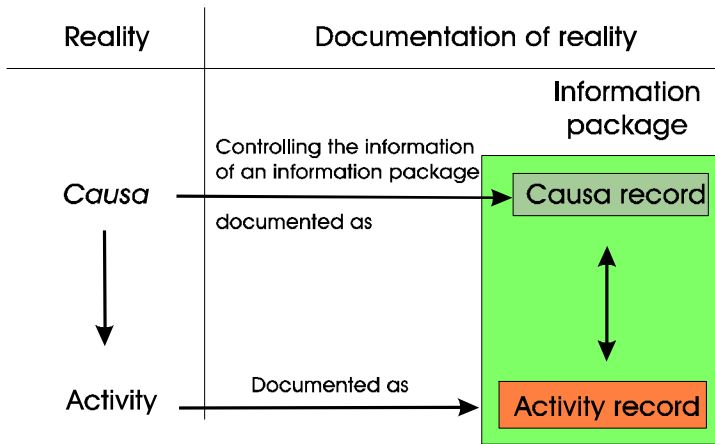 Reality
Documentation of reality
Information
package
Controlling the information
of an information package
Causa
Causa record
documented as
Documented as
Activity
Activity record